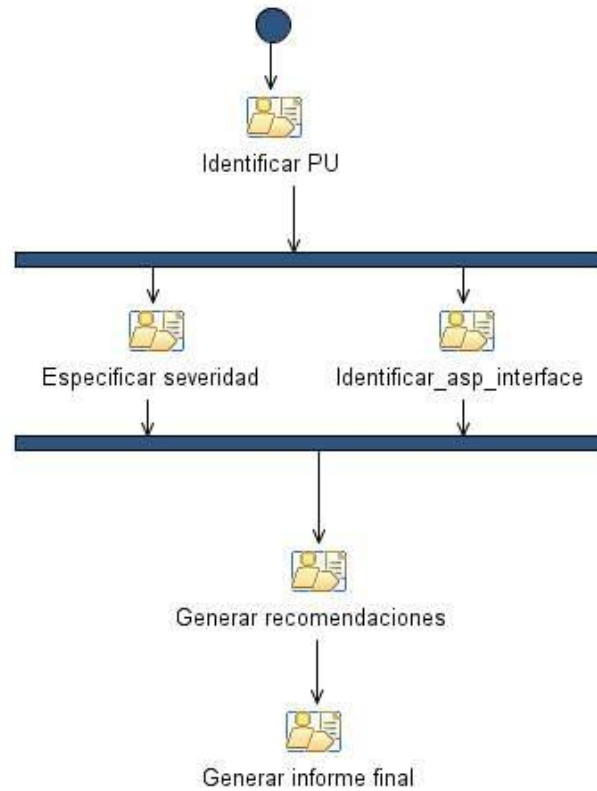 Identificar PU
Especificar severidad
Identificar_asp_interface
Generar recomendaciones
Generar informe final